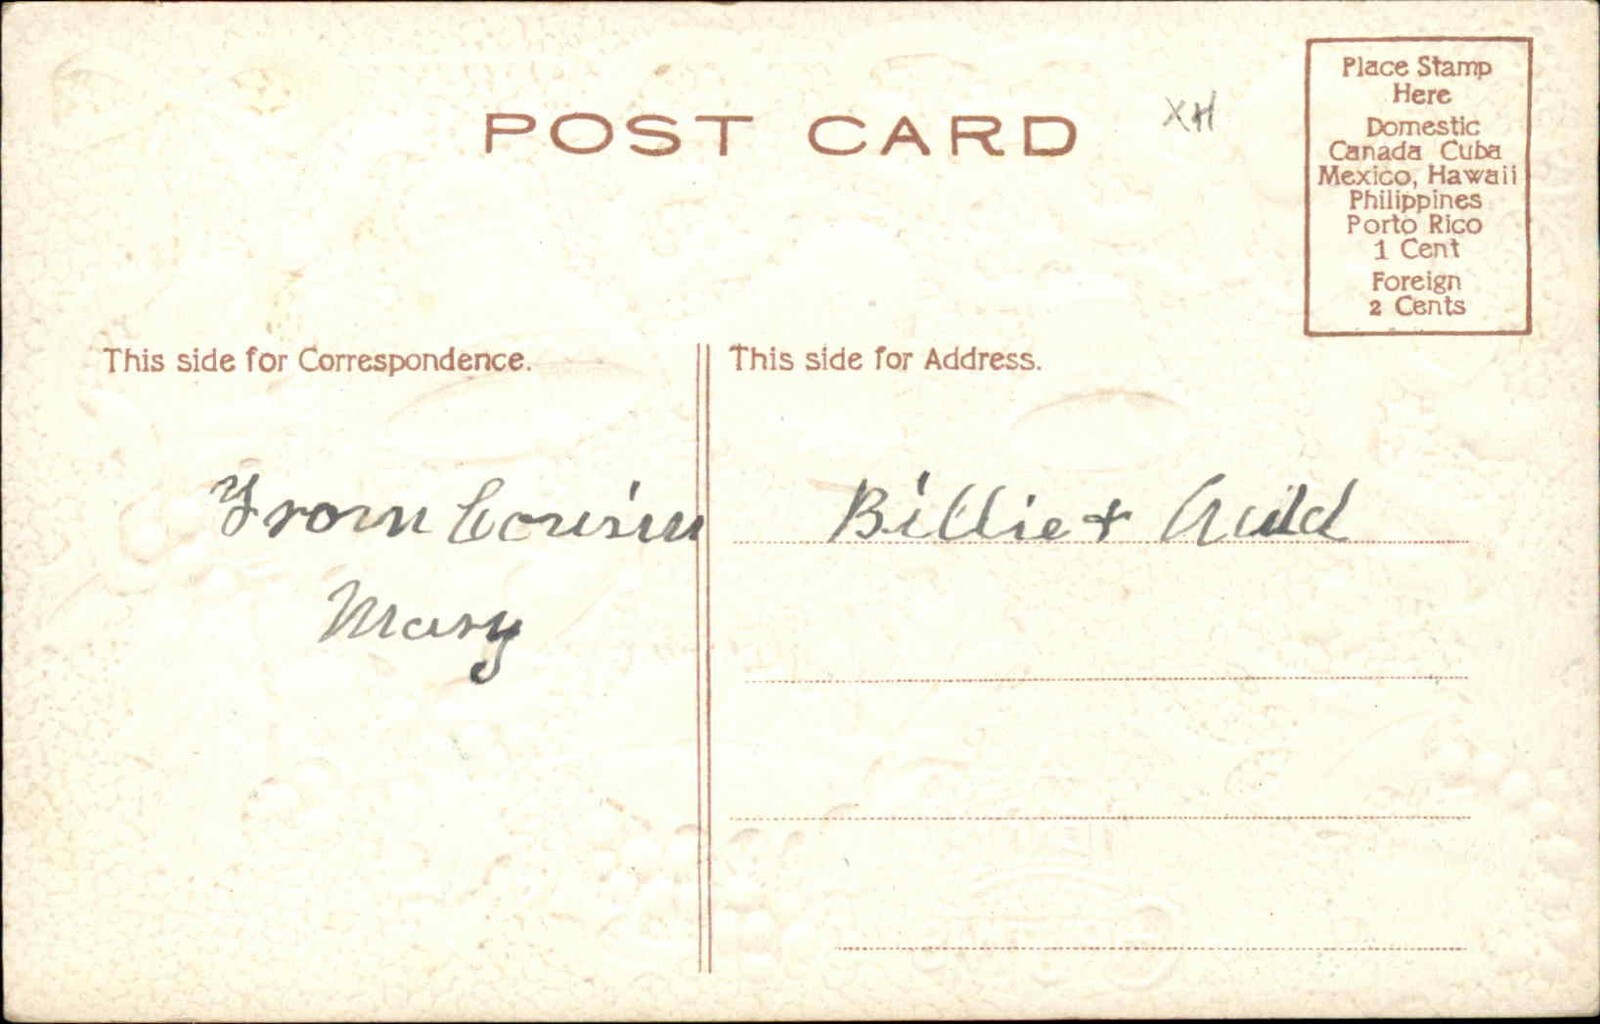 POST CARD
XH
Place Stamp
Here
Domestic
Canada Cuba
Mexico, Hawaii
Philippines
Porto Rico
1 Cent
Foreign
2 Cents
This side for Correspondence.
This side for Address.
From Cousin
Mary
Billie +